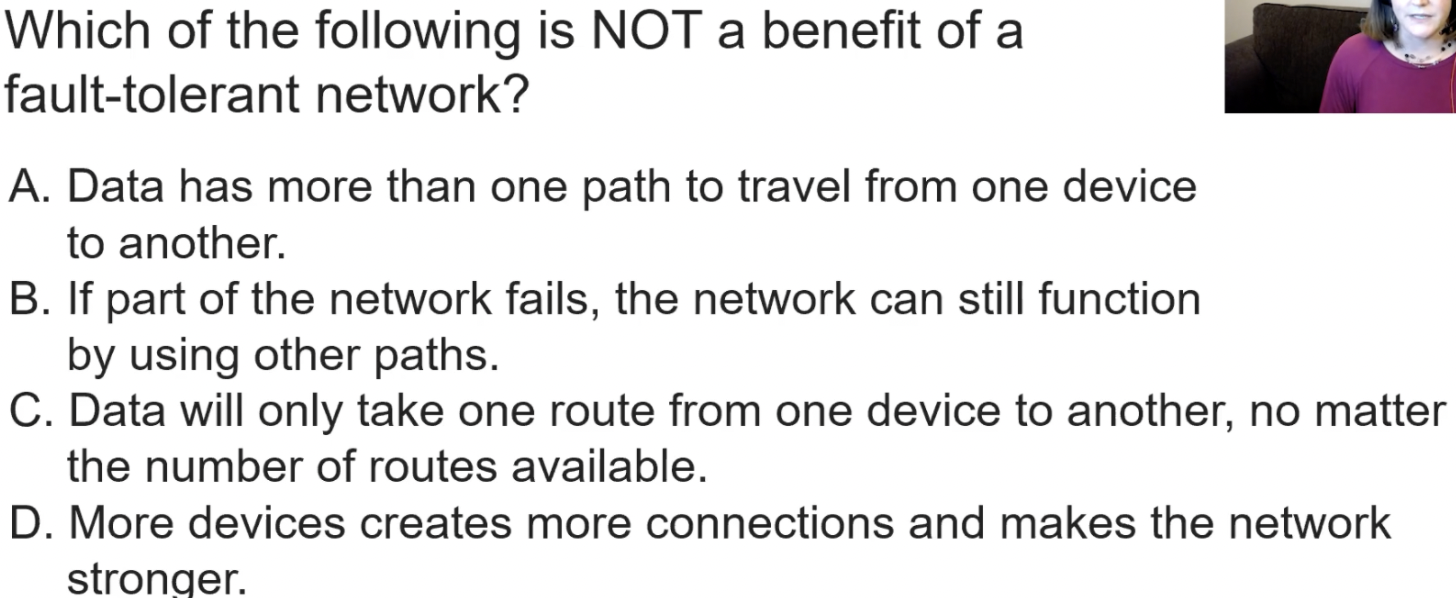 Which of the following is NOT a benefit of a
fault-tolerant network?
A. Data has more than one path to travel from one device
to another.
B. If part of the network fails, the network can still function
by using other paths.
C. Data will only take one route from one device to another, no matter
the number of routes available.
D. More devices creates more connections and makes the network
stronger.